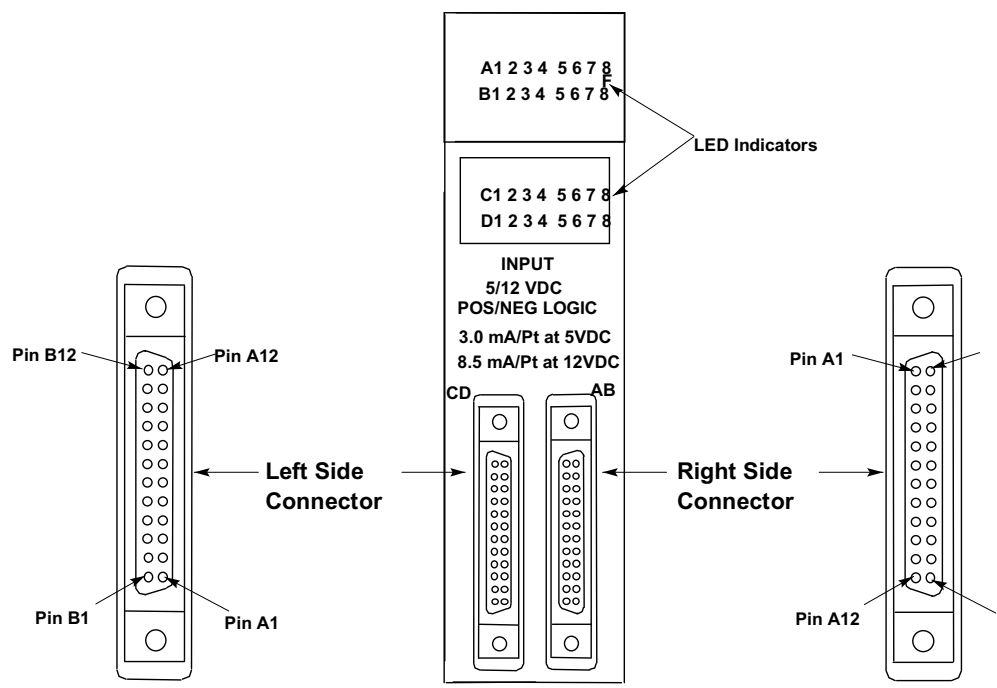 A1 2 3 4 5 6 7 8
F
B1 2 3 4 5 6 7 8
LED Indicators
C1 2 3 4 5 6 7 8
D1 2 3 4 5 6 7 8
INPUT
5/12 VDC
POS/NEG LOGIC
3.0 mA/Pt at 5VDC
8.5 mA/Pt at 12VDC
CD
AB
Pin B12
Pin A12
Pin B1
Pin A1
Left Side
Connector
Right Side
Connector
Pin A1
Pin A12